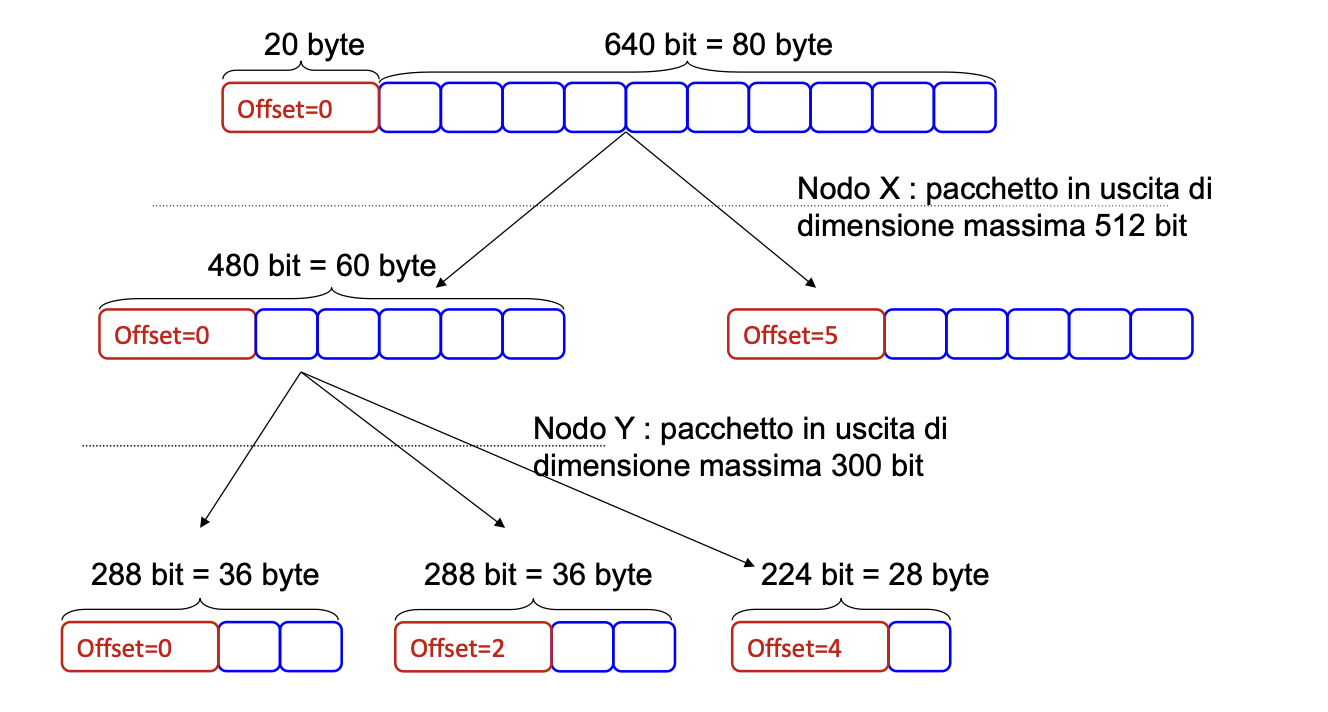 20 byte
640 bit = 80 byte
Offset=0
Nodo X : pacchetto in uscita di
dimensione massima 512 bit
480 bit = 60 byte
Offset=0
Offset=5
Nodo Y : pacchetto in uscita di
dimensione massima 300 bit
288 bit = 36 byte
288 bit = 36 byte
224 bit = 28 byte
Offset=0
Offset=2
Offset=4